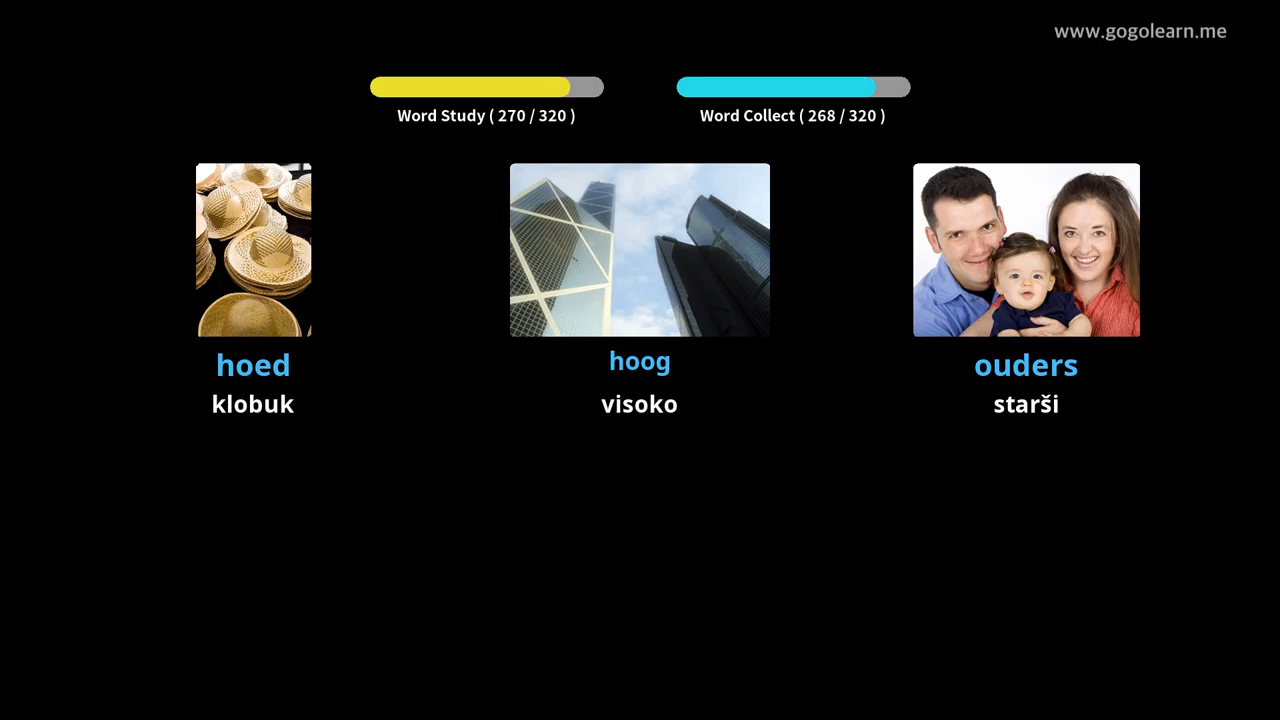 www.gogolearn.me
Word Study ( 270 / 320 )
Word Collect ( 268 / 320 )
hoed
hoog
ouders
klobuk
visoko
starši